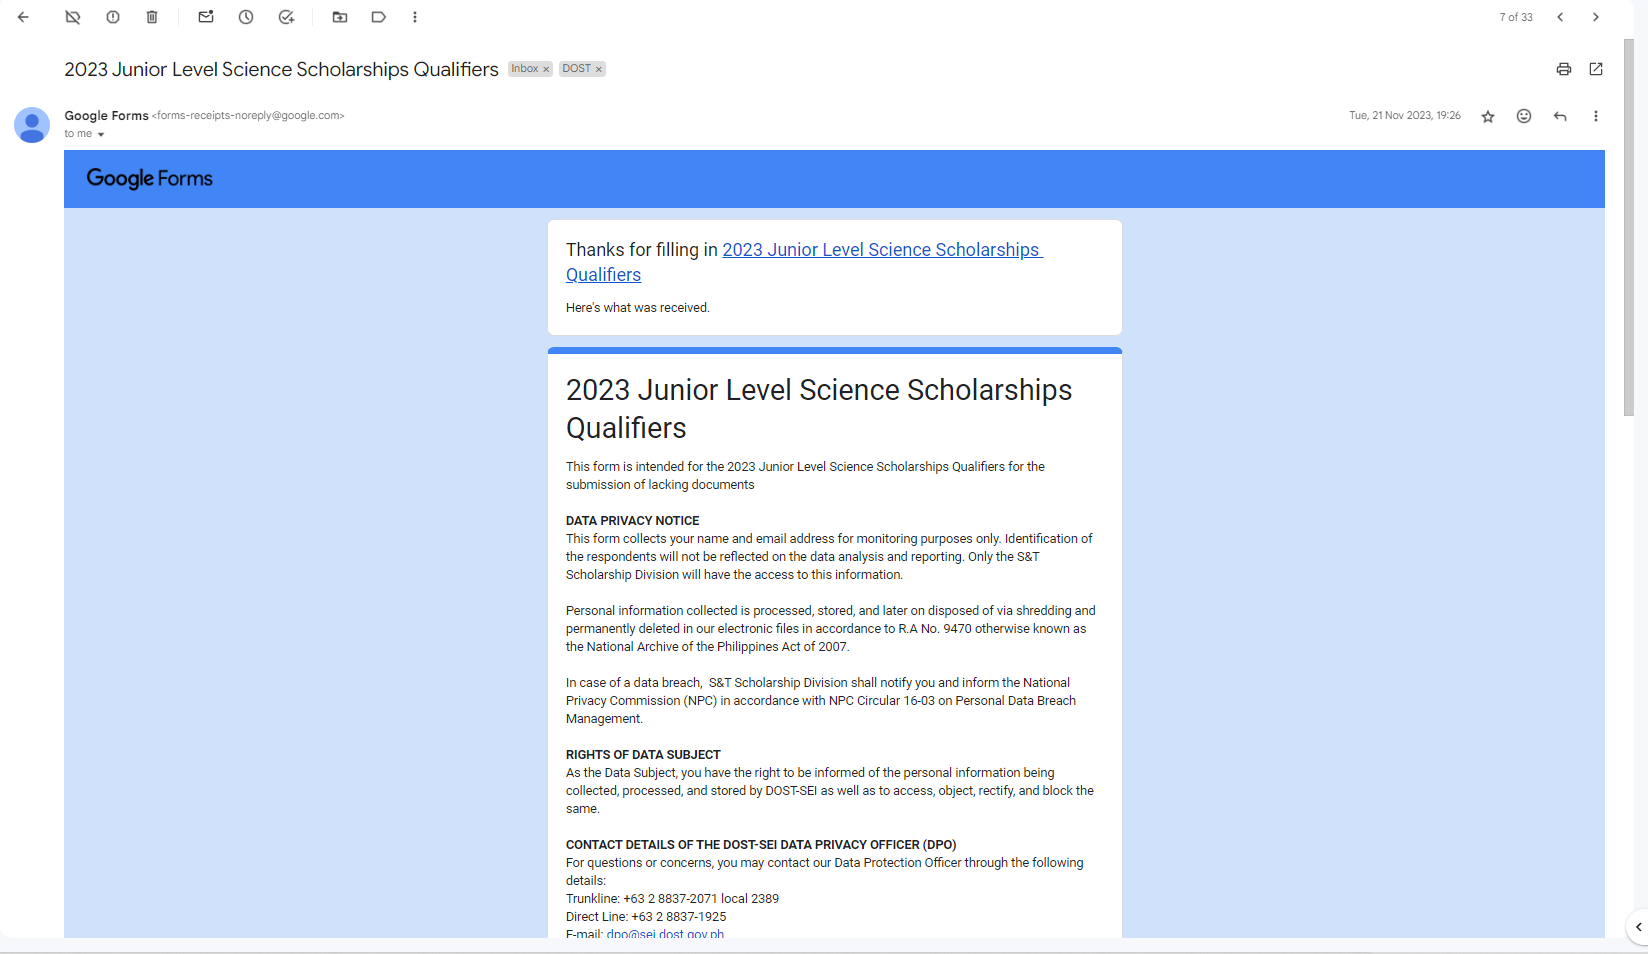 7 of 33
2023 Junior Level Science Scholarships Qualifiers Inbox × DOST ×
Google Forms <forms-receipts-noreply@google.com>
Tue, 21 Nov 2023, 19:26
to me
Google Forms
Thanks for filling in 2023 Junior Level Science Scholarships
Qualifiers
Here's what was received.
2023 Junior Level Science Scholarships
Qualifiers
This form is intended for the 2023 Junior Level Science Scholarships Qualifiers for the
submission of lacking documents
DATA PRIVACY NOTICE
This form collects your name and email address for monitoring purposes only. Identification of
the respondents will not be reflected on the data analysis and reporting. Only the S&T
Scholarship Division will have the access to this information.
Personal information collected is processed, stored, and later on disposed of via shredding and
permanently deleted in our electronic files in accordance to R.A No. 9470 otherwise known as
the National Archive of the Philippines Act of 2007.
In case of a data breach,  S&T Scholarship Division shall notify you and inform the National
Privacy Commission (NPC) in accordance with NPC Circular 16-03 on Personal Data Breach
Management.
RIGHTS OF DATA SUBJECT
As the Data Subject, you have the right to be informed of the personal information being
collected, processed, and stored by DOST-SEI as well as to access, object, rectify, and block the
same.
CONTACT DETAILS OF THE DOST-SEI DATA PRIVACY OFFICER (DPO)
For questions or concerns, you may contact our Data Protection Officer through the following
details:
Trunkline: +63 2 8837-2071 local 2389
Direct Line: +63 2 8837-1925
E-mail: dpo@sei.dost.gov.ph